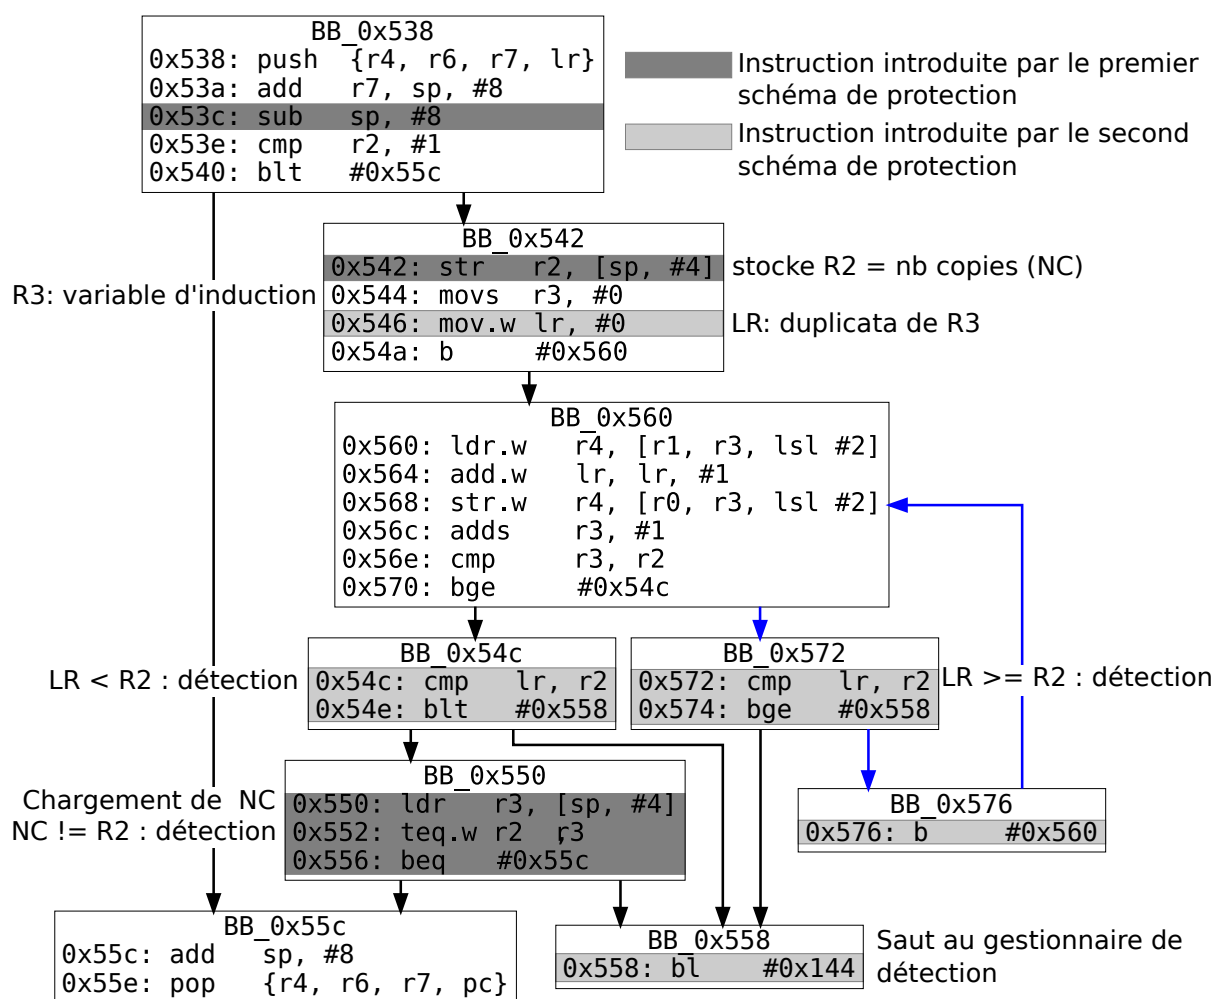 BB_0x538
0x538: push {r4, r6, r7, lr}
0x53a: add r7, sp, #8
0x53c: sub sp, #8
0x53e: cmp r2, #1
0x540: blt #0x55c
Instruction introduite par le premier
schéma de protection
Instruction introduite par le second
schéma de protection
BB_0x542
0x542: str r2, [sp, #4]
stocke R2 = nb copies (NC)
R3: variable d'induction
0x544: movs r3, #0
0x546: mov.w lr, #0
LR: duplicata de R3
0x54a: b #0x560
BB_0x560
0x560: ldr.w r4, [r1, r3, lsl #2]
0x564: add.w lr, lr, #1
0x568: str.w r4, [r0, r3, lsl #2]
0x56c: adds r3, #1
0x56e: cmp r3, r2
0x570: bge #0x54c
LR < R2 : détection
BB_0x54c
0x54c: cmp lr, r2
0x54e: blt #0x558
BB_0x572
0x572: cmp lr, r2
0x574: bge #0x558
LR >= R2 : détection
Chargement de NC
NC != R2 : détection
BB_0x550
0x550: ldr r3, [sp, #4]
0x552: teq.w r2 , r3
0x556: beq #0x55c
BB_0x576
0x576: b #0x560
BB_0x55c
0x55c: add sp, #8
0x55e: pop {r4, r6, r7, pc}
BB_0x558
0x558: bl #0x144
Saut au gestionnaire de
détection